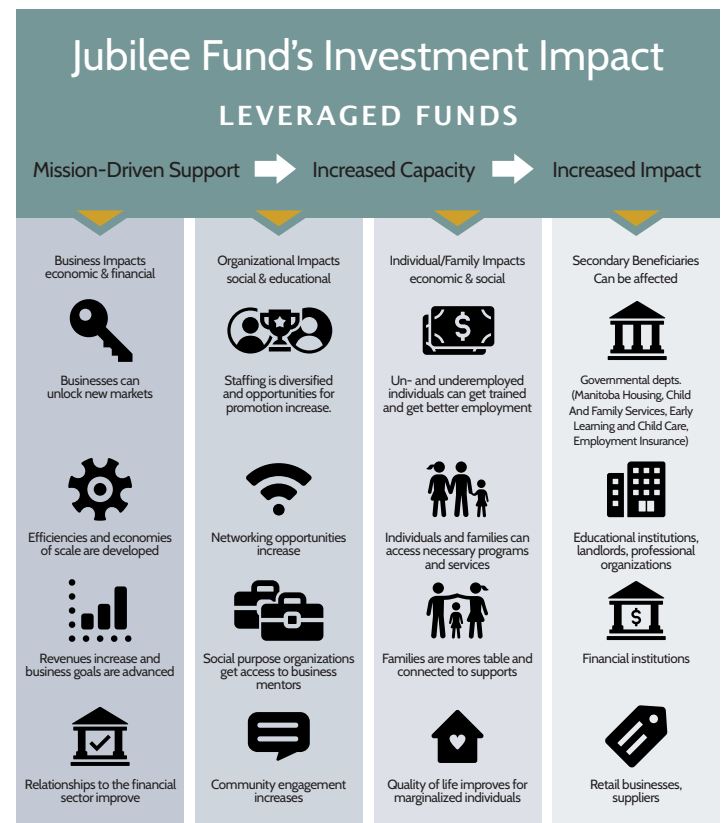 Jubilee Fund's Investment Impact
LEVERAGED FUNDS
Mission-Driven Support
Increased Capacity
Increased Impact
Business Impacts
economic & financial
Businesses can
unlock new markets
Efficiencies and economies
of scale are developed
Revenues increase and
business goals are advanced
Relationships to the financial
sector improve
Organizational Impacts
social & educational
Staffing is diversified
and opportunities for
promotion increase.
Networking opportunities
increase
Social purpose organizations
get access to business
mentors
Community engagement
increases
Individual/Family Impacts
economic & social
$
Un- and underemployed
individuals can get trained
and get better employment
Individuals and families can
access necessary programs
and services
Families are mores table and
connected to supports
Quality of life improves for
marginalized individuals
Secondary Beneficiaries
Can be affected
Governmental depts.
(Manitoba Housing, Child
And Family Services, Early
Learning and Child Care,
Employment Insurance)
Educational institutions,
landlords, professional
organizations
$
Financial institutions
Retail businesses,
suppliers